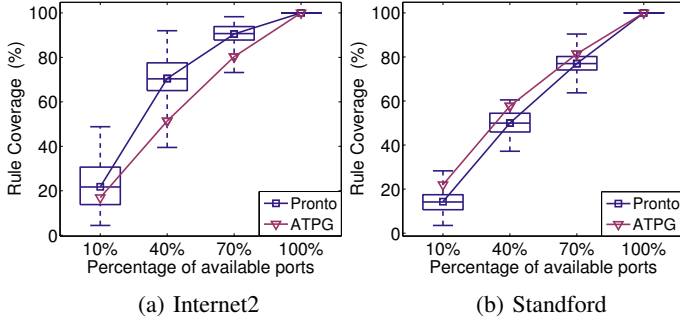 100
80
60
40
20
0
Rule Coverage (%)
10% 40% 70% 100%
Percentage of available ports
Pronto
ATPG
(a) Internet2
100
80
60
40
20
0
Rule Coverage (%)
10% 40% 70% 100%
Percentage of available ports
Pronto
ATPG
(b) Standford